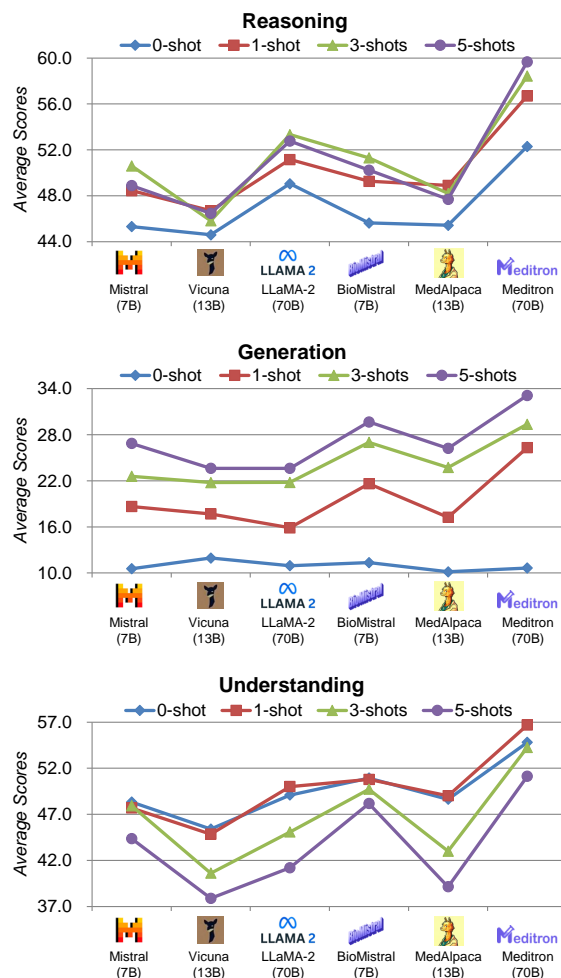 Reasoning
0-shot 1-shot 3-shots 5-shots
60.0
56.0
52.0
48.0
44.0
Average Scores
LLAMA 2 BioMistral Meditron
Mistral Vicuna LLaMA-2 BioMistral MedAlpaca Meditron
(7B) (13B) (70B) (7B) (13B) (70B)
Generation
0-shot 1-shot 3-shots 5-shots
34.0
28.0
22.0
16.0
10.0
Average Scores
LLAMA 2 BioMistral Meditron
Mistral Vicuna LLaMA-2 BioMistral MedAlpaca Meditron
(7B) (13B) (70B) (7B) (13B) (70B)
Understanding
0-shot 1-shot 3-shots 5-shots
57.0
52.0
47.0
42.0
37.0
Average Scores
LLAMA 2 BioMistral Meditron
Mistral Vicuna LLaMA-2 BioMistral MedAlpaca Meditron
(7B) (13B) (70B) (7B) (13B) (70B)